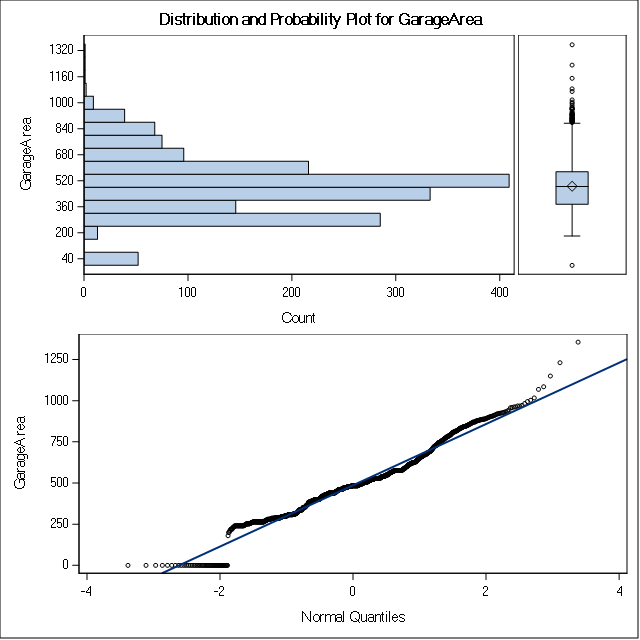 Distribution and Probability Plot for GarageArea
1320
1160
1000
840
680
520
360
200
40
GarageArea
0 100 200 300 400
Count
1250
1000
750
500
250
0
GarageArea
-4 -2 0 2 4
Normal Quantiles